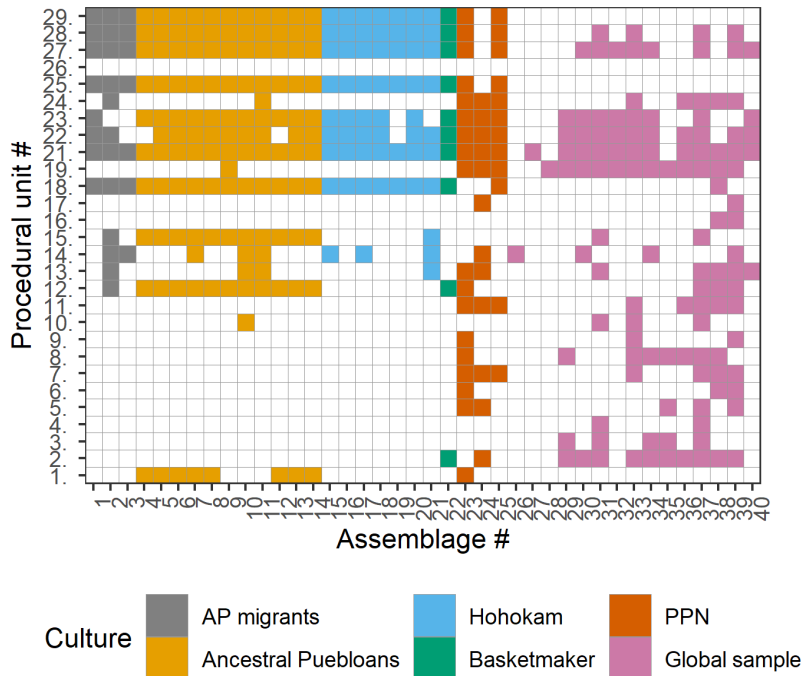 Procedural unit #
29.
28.
27.
26.
25.
24.
23.
22.
21.
19.
18.
17.
16.
15.
14.
13.
12.
11.
10.
9.
8.
7.
6.
5.
4.
3.
2.
1.
1 2 3 4 5 6 7 8 9 10 11 12 13 14 15 16 17 18 19 20 21 22 23 24 25 26 27 28 29 30 31 32 33 34 35 36 37 38 39 40
Assemblage #
Culture
AP migrants
Hohokam
PPN
Ancestral Puebloans
Basketmaker
Global sample